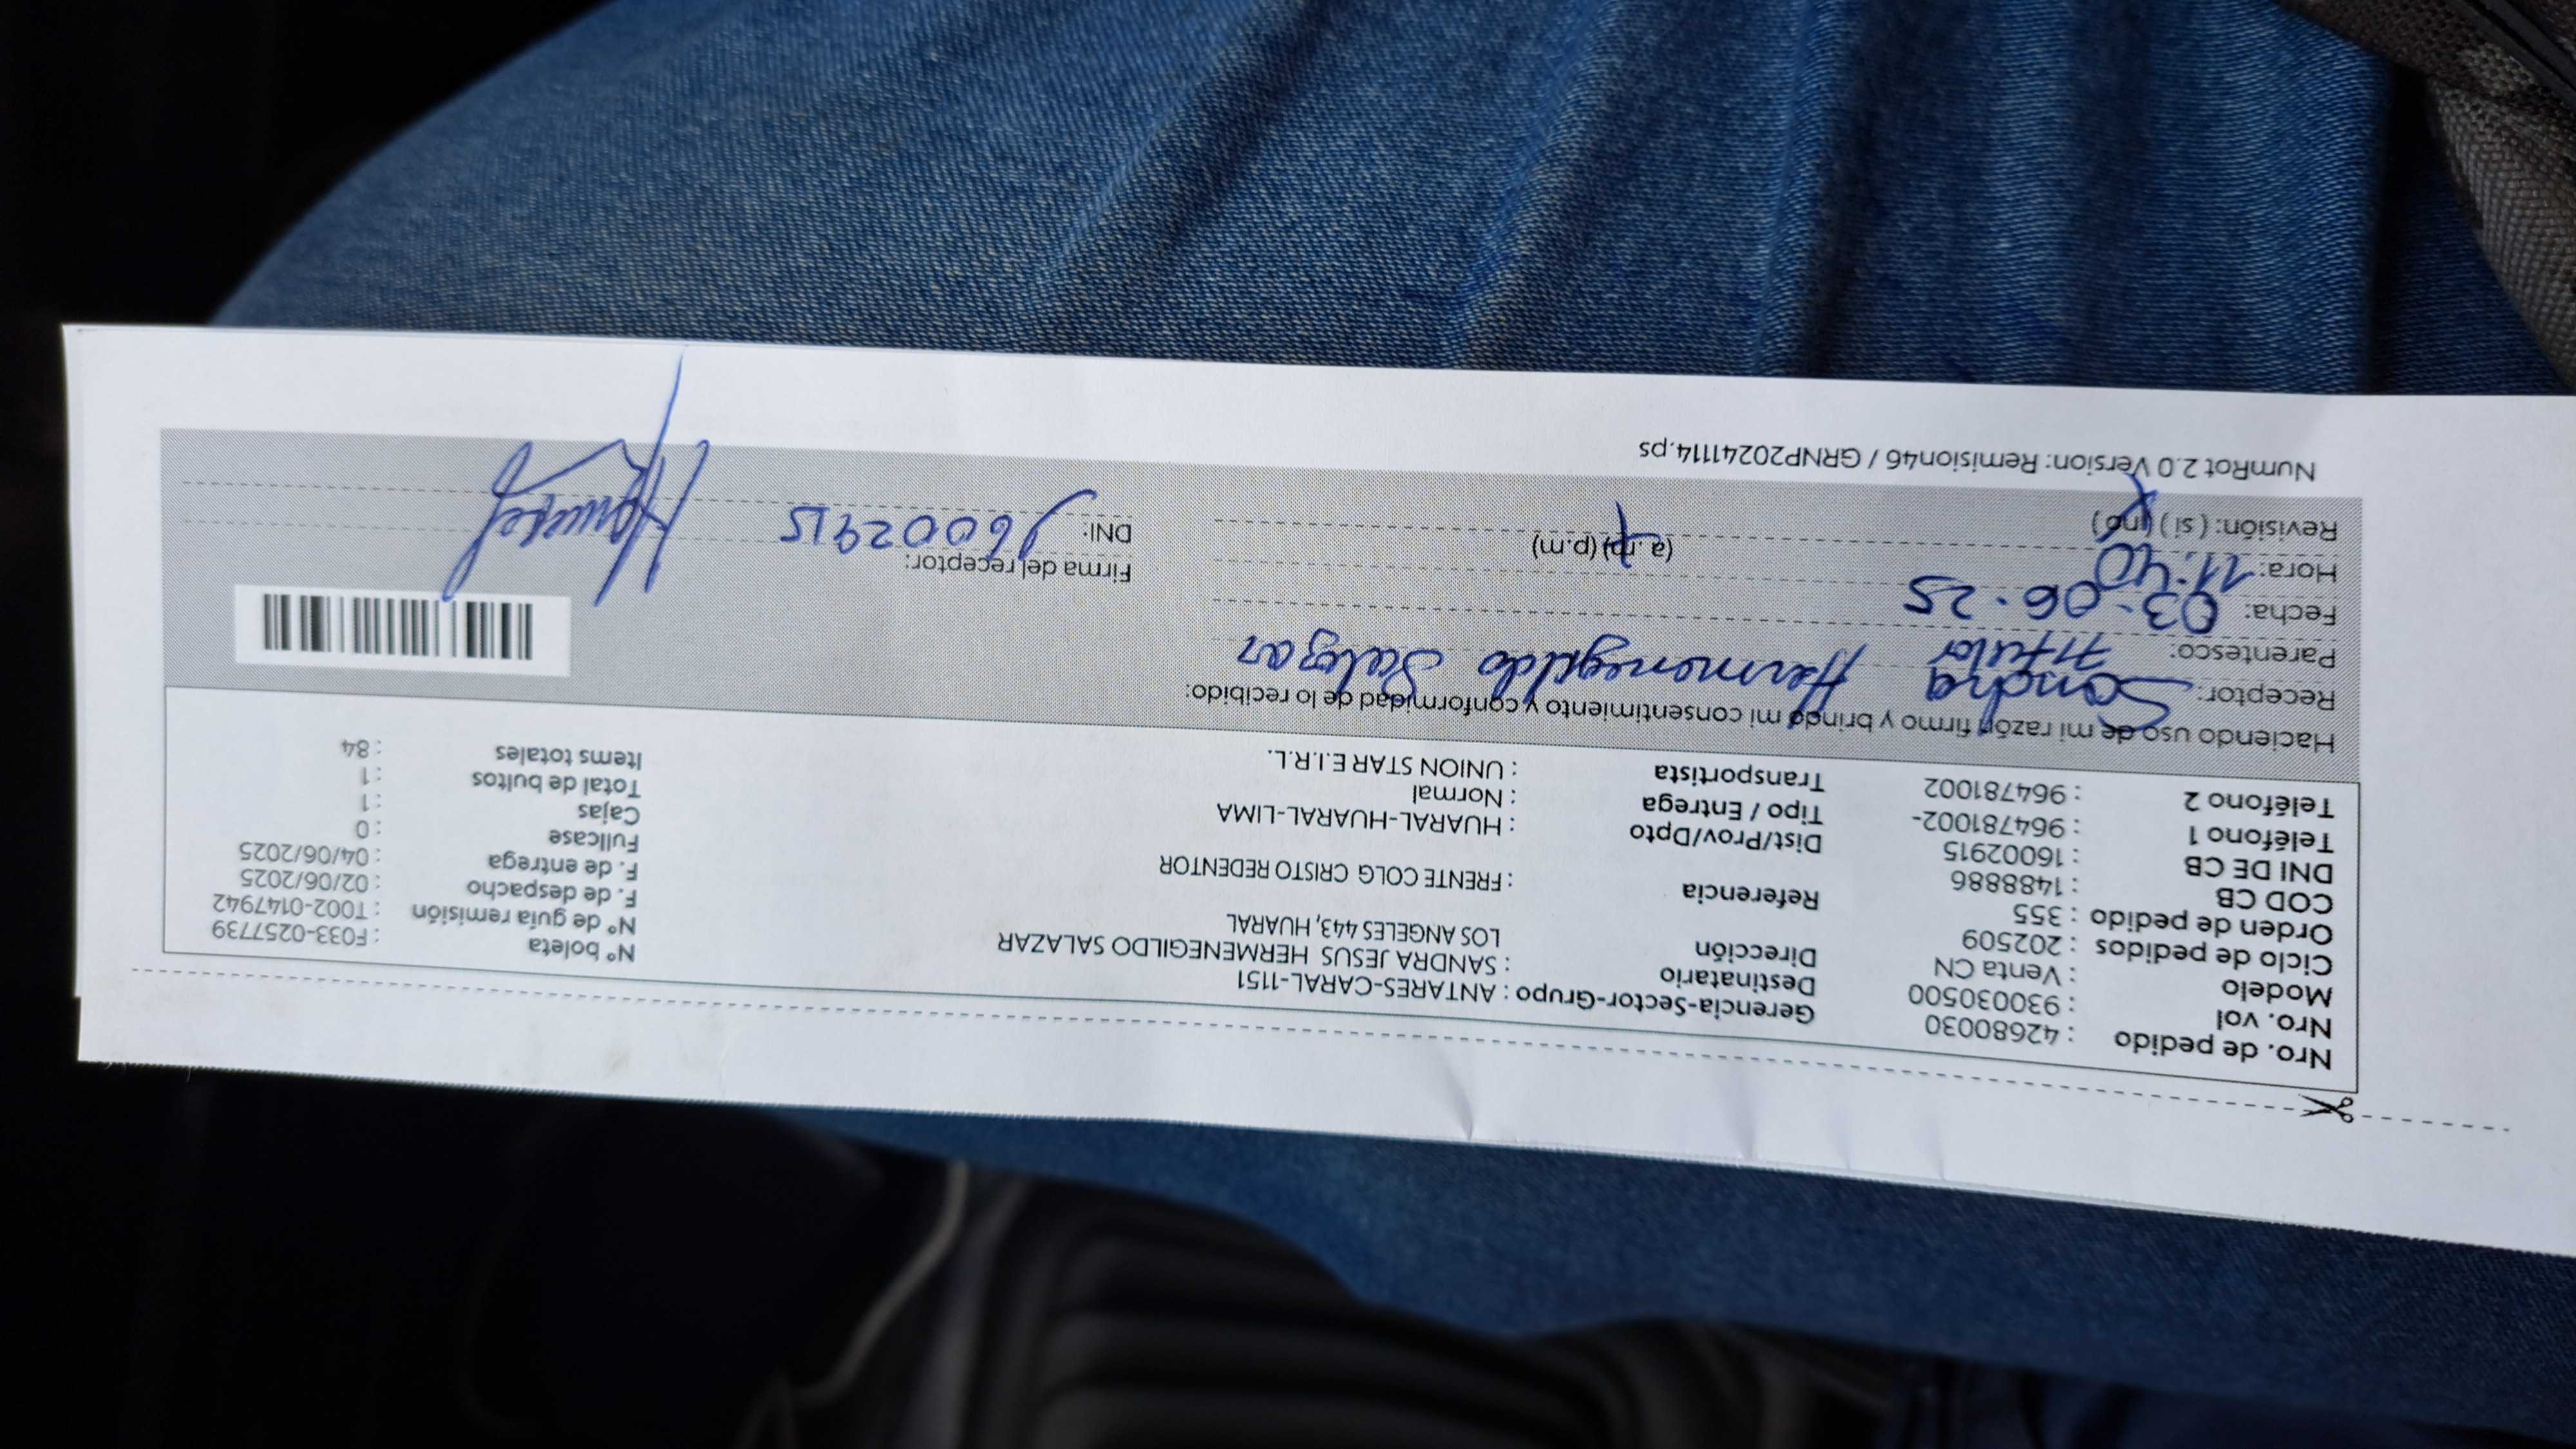 Nro. de pedido : 42680030
Nro. vol : 930030500
Modelo : Venta CN
Ciclo de pedidos : 202509
Orden de pedido : 355
COD CB : 1488886
DNI DE CB : 16002915
Teléfono 1 : 964781002-
Teléfono 2 : 964781002
Gerencia-Sector-Grupo : ANTARES-CARAL-1151
Destinatario : SANDRA JESUS HERMENEGILDO SALAZAR
Dirección LOS ANGELES 443, HUARAL
Referencia : FRENTE COLG CRISTO REDENTOR
Dist/Prov/Dpto : HUARAL-HUARAL-LIMA
Tipo / Entrega : Normal
Transportista : UNION STAR E.I.R.L.
N° boleta : F033-0257739
N° de guía remisión : T002-0147942
F. de despacho : 02/06/2025
F. de entrega : 04/06/2025
Fullcase : 0
Cajas : 1
Total de bultos : 1
Items totales : 84
Haciendo uso de mi razón firmo y brindo mi consentimiento y conformidad de lo recibido:
Receptor: Sandra Hermenegildo Salazar
Parentesco: Titular
Fecha: 03-06-25
Hora: 11:40 (a.m) (p.m)
Revisión: ( si ) (no )
Firma del receptor:
DNI: 16002915
NumRot 2.0 Version: Remision46 / GRNP20241114.ps